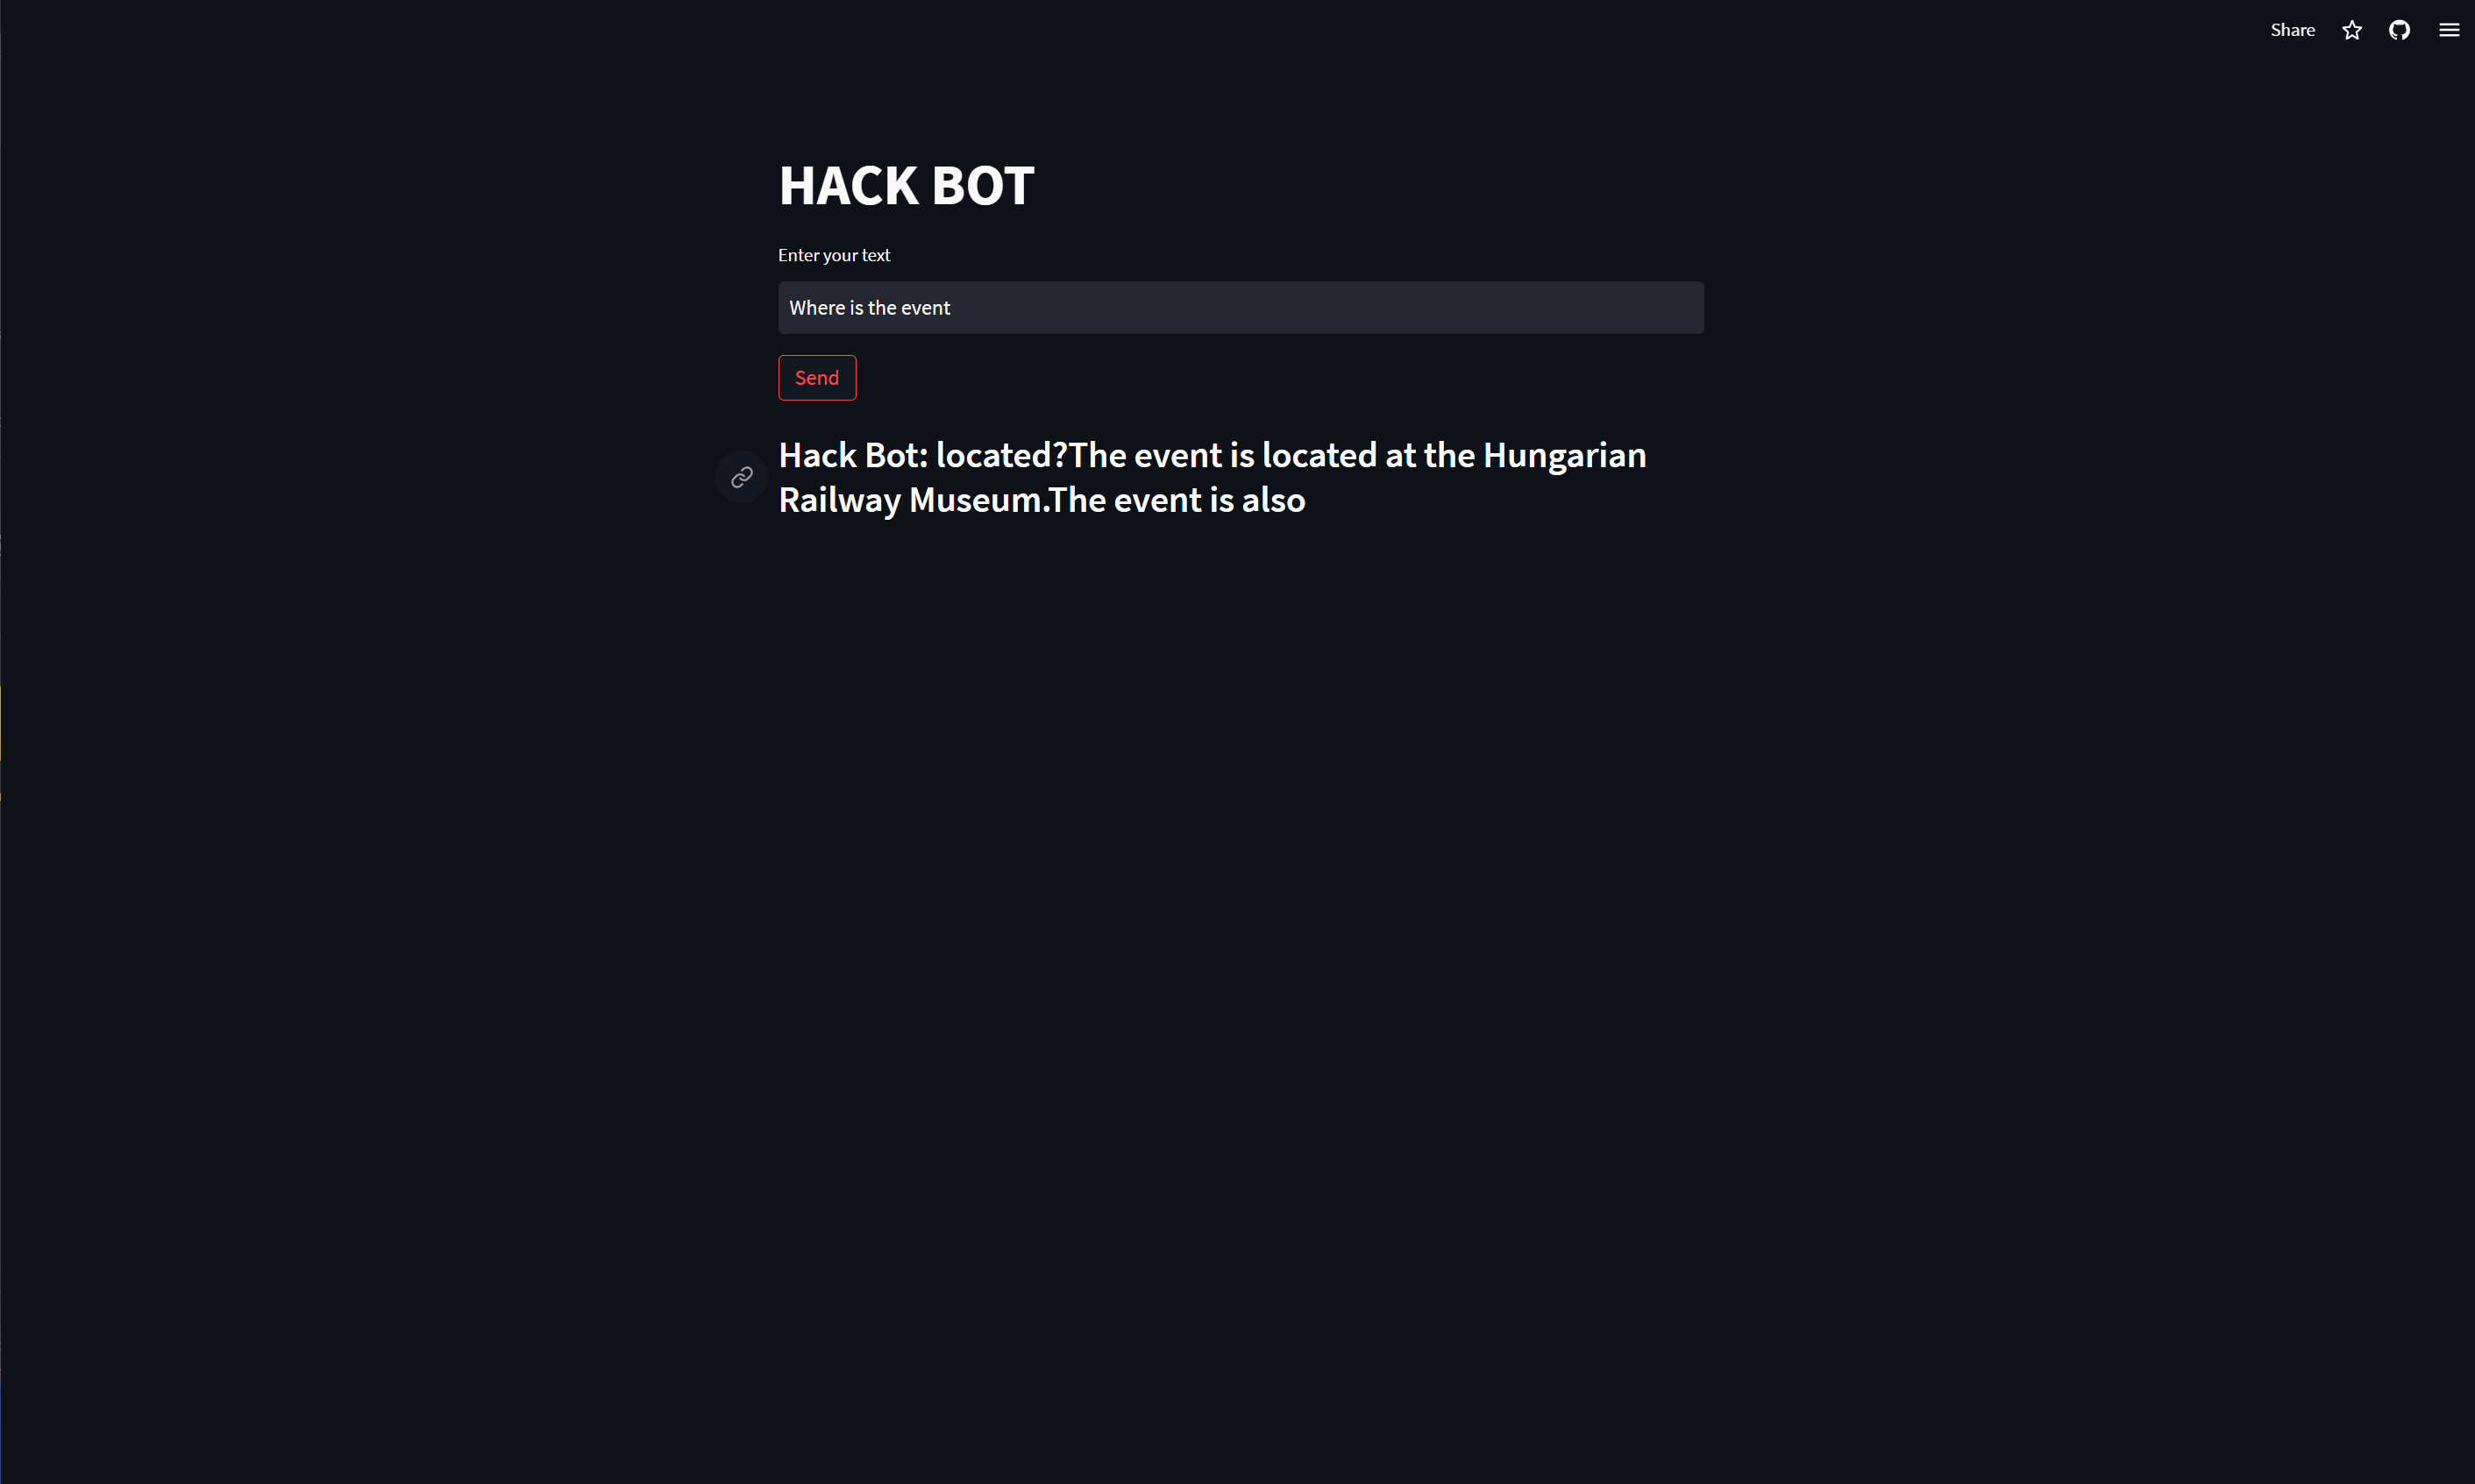 Share
HACK BOT
Enter your text
Where is the event
Send
Hack Bot: located?The event is located at the Hungarian
Railway Museum.The event is also